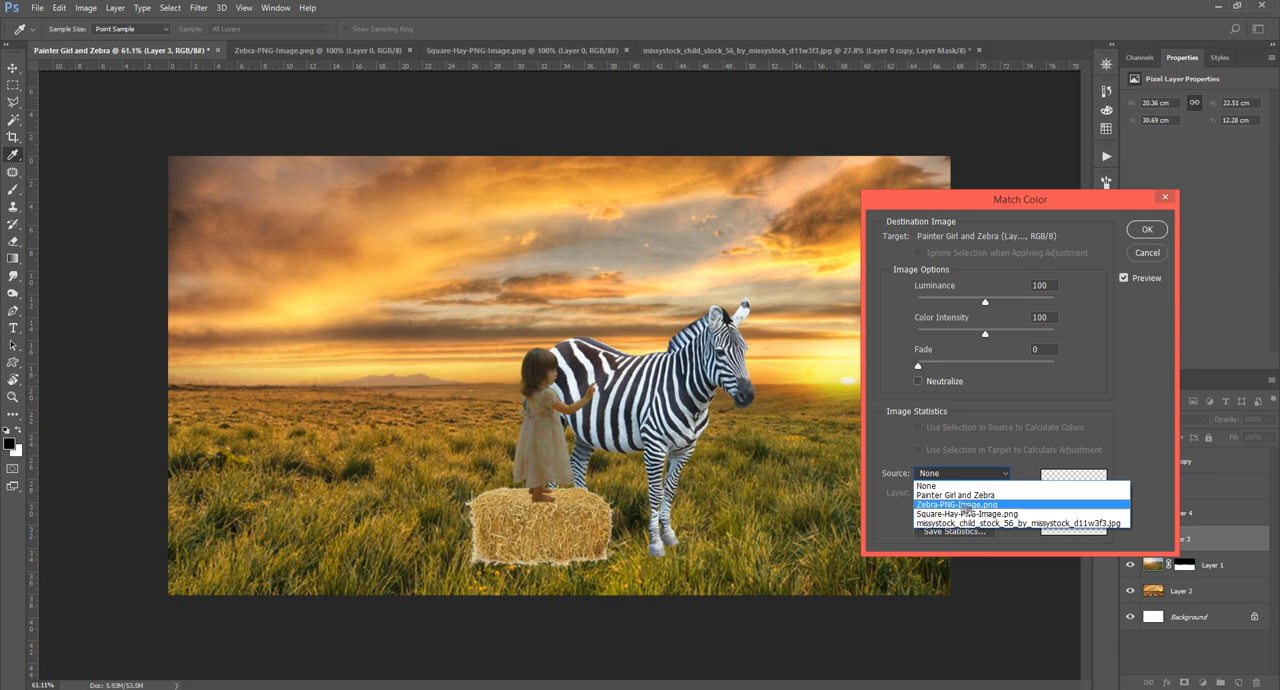 Ps File Edit Image Layer Type Select Filter 3D View Window Help
Sample Size: Point Sample Sample: All Layers Show Sampling Ring
Painter Girl and Zebra @ 61.1% (Layer 3, RGB/8#) * × Zebra-PNG-Image.png @ 100% (Layer 0, RGB/8) × Square-Hay-PNG-Image.png @ 100% (Layer 0, RGB/8#) × missystock_child_stock_56_by_missystock_d11w3f3.jpg @ 27.8% (Layer 0 copy, Layer Mask/8) * ×
Channels Properties Styles
Pixel Layer Properties
W: 20.36 cm H: 22.51 cm
X: 30.69 cm Y: 12.28 cm
Match Color
Destination Image
Target: Painter Girl and Zebra (Lay..., RGB/8)
Ignore Selection when Applying Adjustment
Image Options
Luminance 100
Color Intensity 100
Fade 0
Neutralize
OK
Cancel
Preview
Image Statistics
Use Selection in Source to Calculate Colors
Use Selection in Target to Calculate Adjustment
Source: None
Layer:
None
Painter Girl and Zebra
Zebra-PNG-Image.png
Square-Hay-PNG-Image.png
missystock_child_stock_56_by_missystock_d11w3f3.jpg
Save Statistics...
Opacity: 100%
Fill: 100%
opy
r 4
r 3
Layer 1
Layer 2
Background
61.11% Doc: 5.93M/53.5M